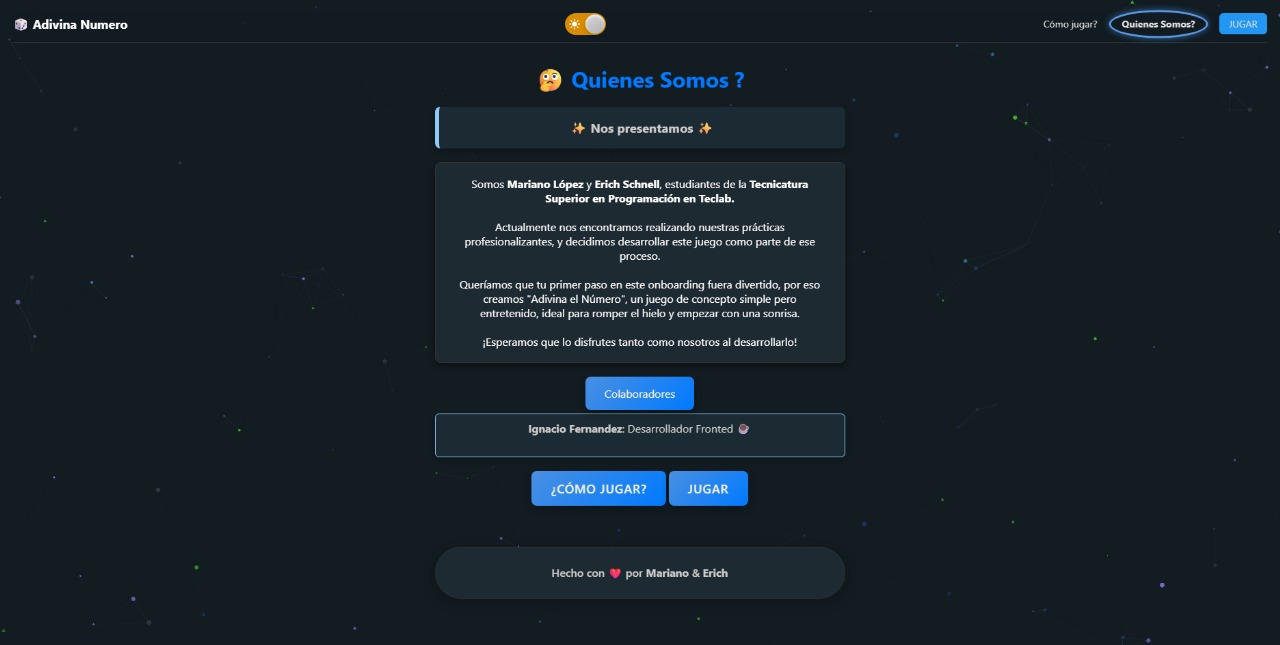 🎲 Adivina Numero
Cómo jugar?
Quienes Somos?
JUGAR
🤔 Quienes Somos ?
✨ Nos presentamos ✨
Somos Mariano López y Erich Schnell, estudiantes de la Tecnicatura
Superior en Programación en Teclab.
Actualmente nos encontramos realizando nuestras prácticas
profesionalizantes, y decidimos desarrollar este juego como parte de ese
proceso.
Queríamos que tu primer paso en este onboarding fuera divertido, por eso
creamos "Adivina el Número", un juego de concepto simple pero
entretenido, ideal para romper el hielo y empezar con una sonrisa.
¡Esperamos que lo disfrutes tanto como nosotros al desarrollarlo!
Colaboradores
Ignacio Fernandez: Desarrollador Fronted
¿CÓMO JUGAR?
JUGAR
Hecho con ❤️ por Mariano & Erich